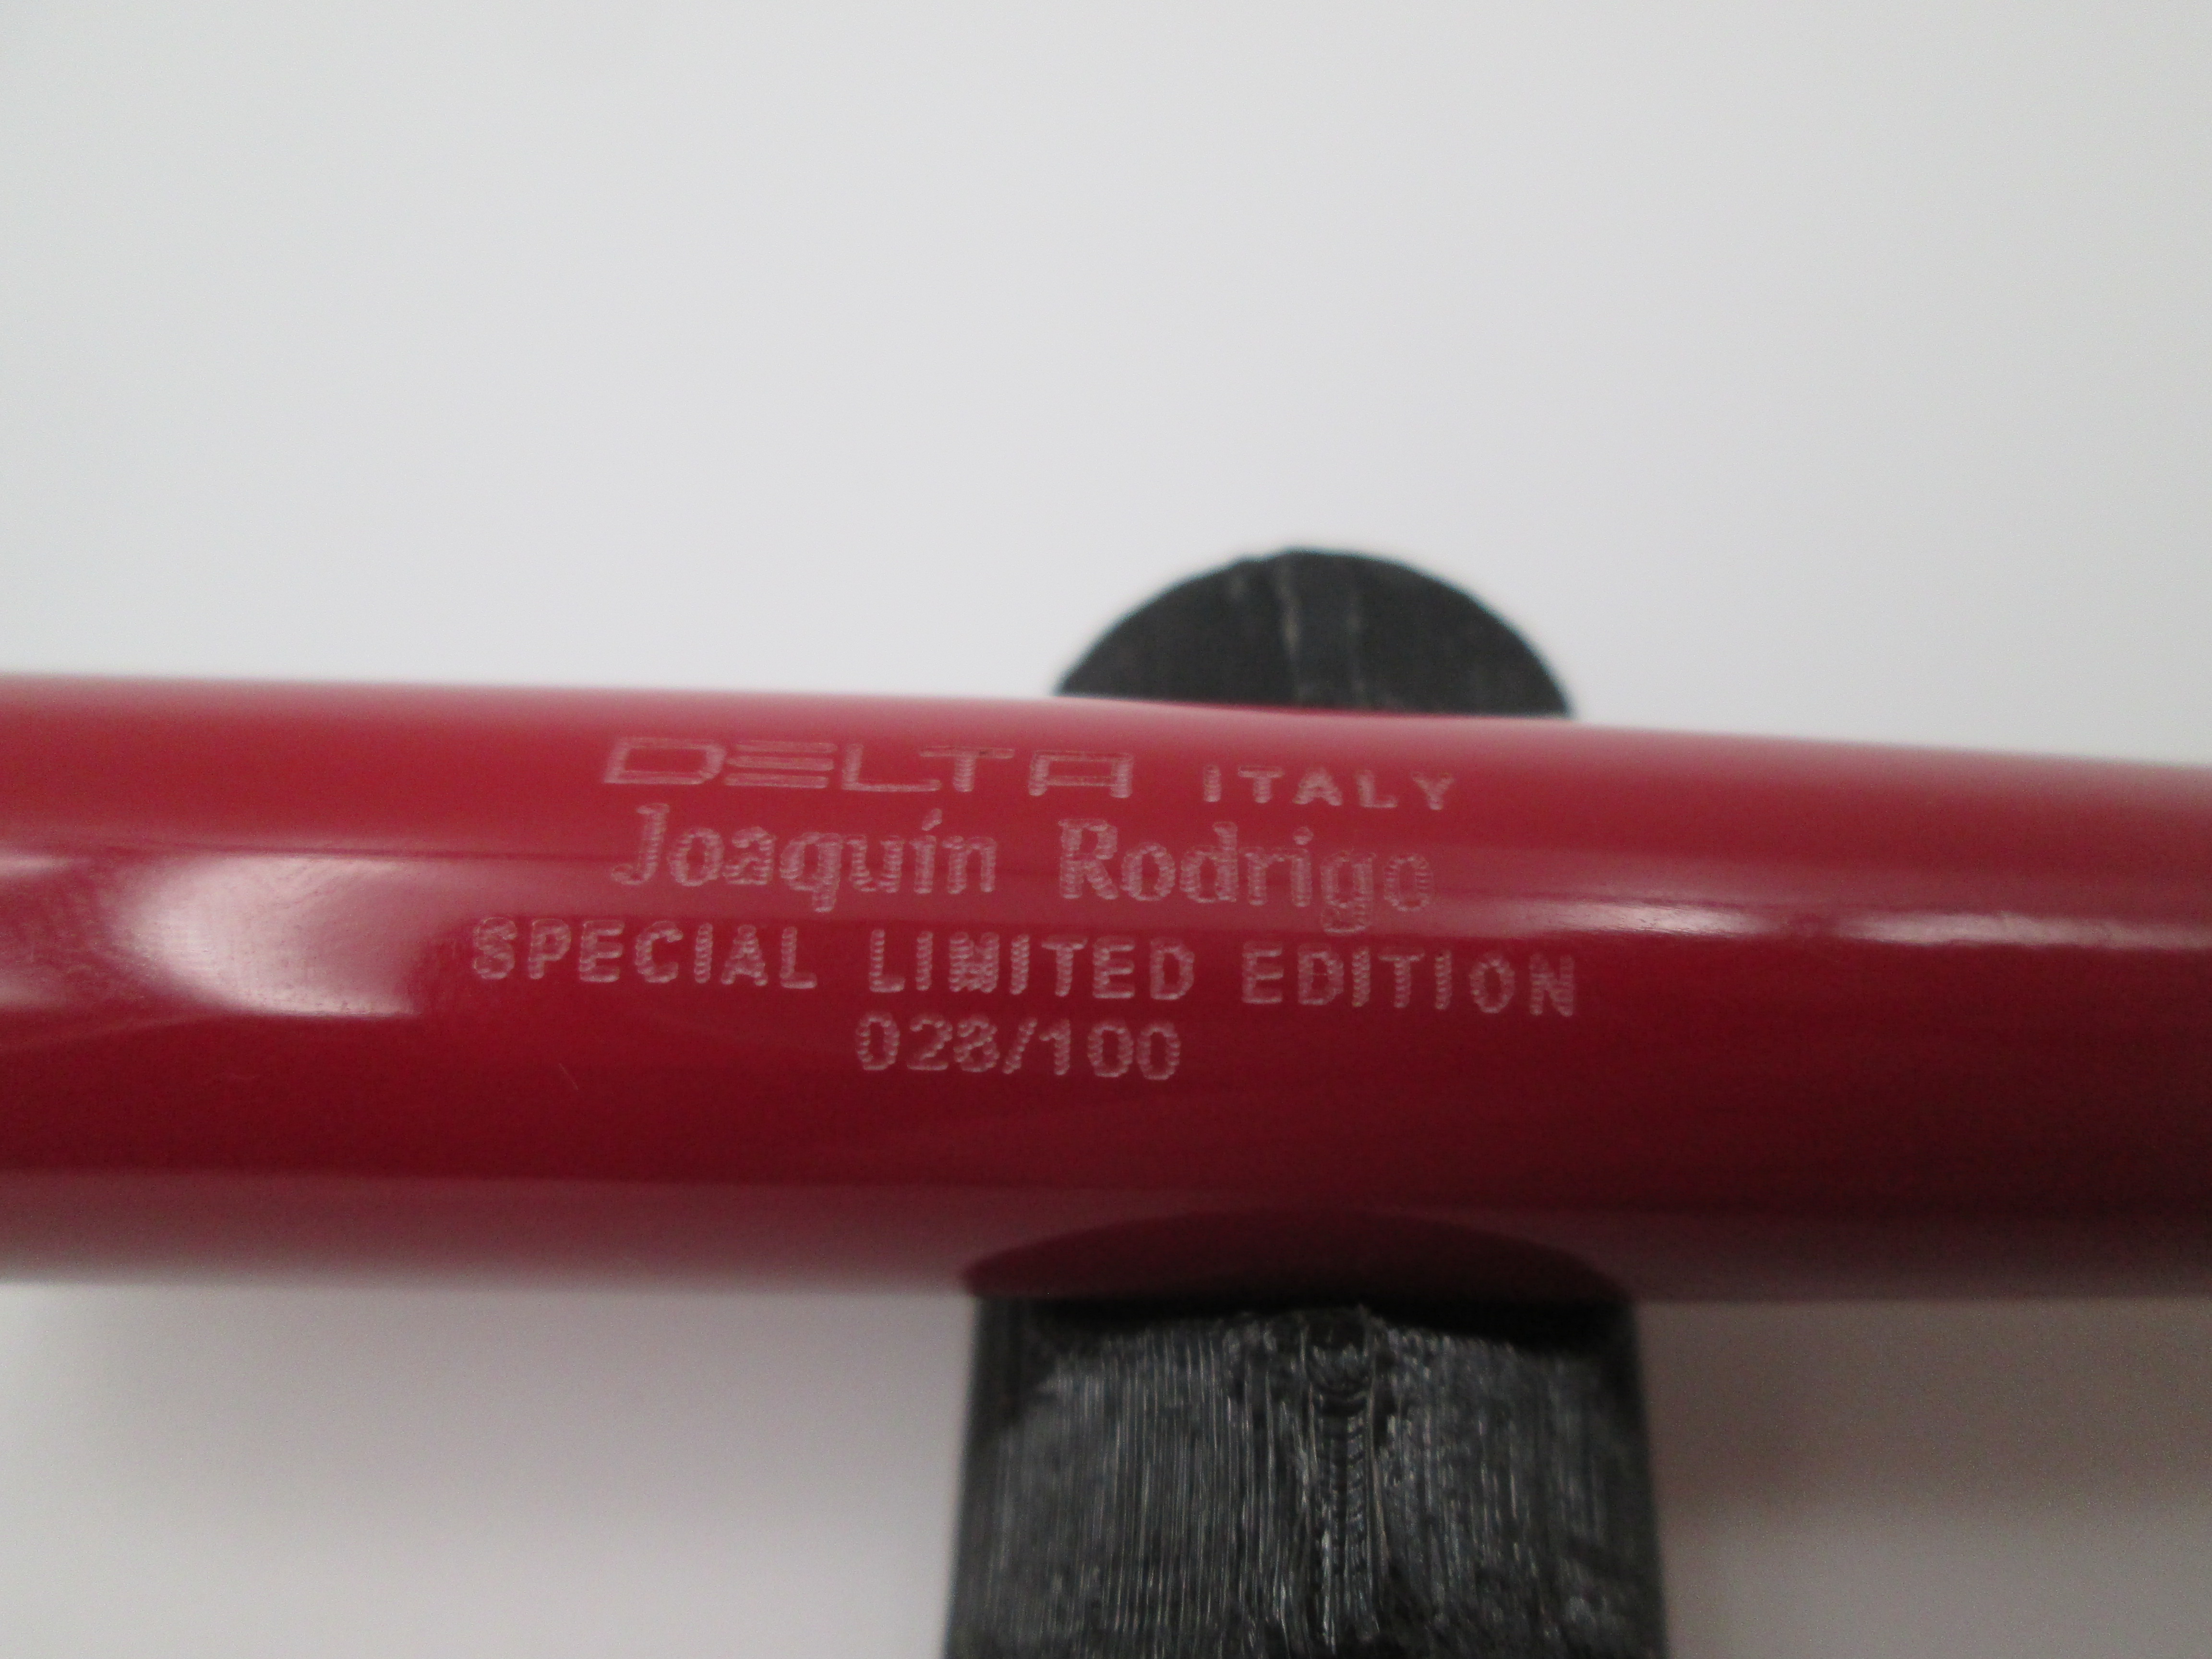 DELTA ITALY
Joaquín Rodrigo
SPECIAL LIMITED EDITION
028/100